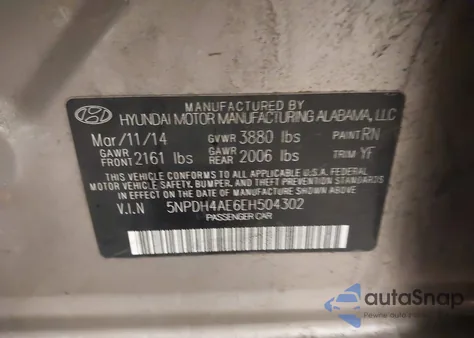 MANUFACTURED BY
HYUNDAI MOTOR MANUFACTURING ALABAMA, LLC
Mar/11/14 GVWR 3880 lbs PAINT RN
GAWR FRONT 2161 lbs GAWR REAR 2006 lbs TRIM YF
THIS VEHICLE CONFORMS TO ALL APPLICABLE U.S.A. FEDERAL
MOTOR VEHICLE SAFETY, BUMPER, AND THEFT PREVENTION STANDARDS
IN EFFECT ON THE DATE OF MANUFACTURE SHOWN ABOVE.
V.I.N 5NPDH4AE6EH504302
PASSENGER CAR
autoSnap
Pewne auto